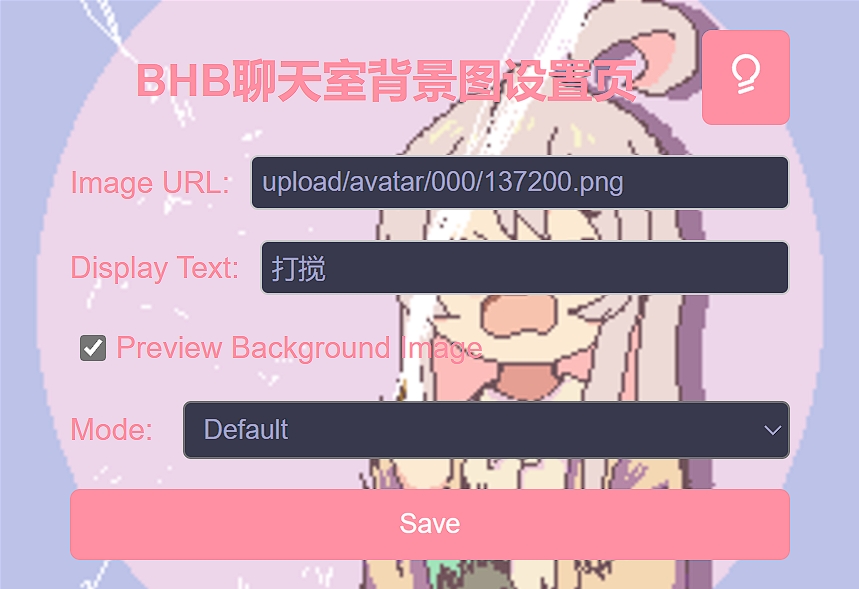 BHB聊天室背景图设置页
Image URL: upload/avatar/000/137200.png
Display Text: 打搅
Preview Background Image
Mode: Default
Save